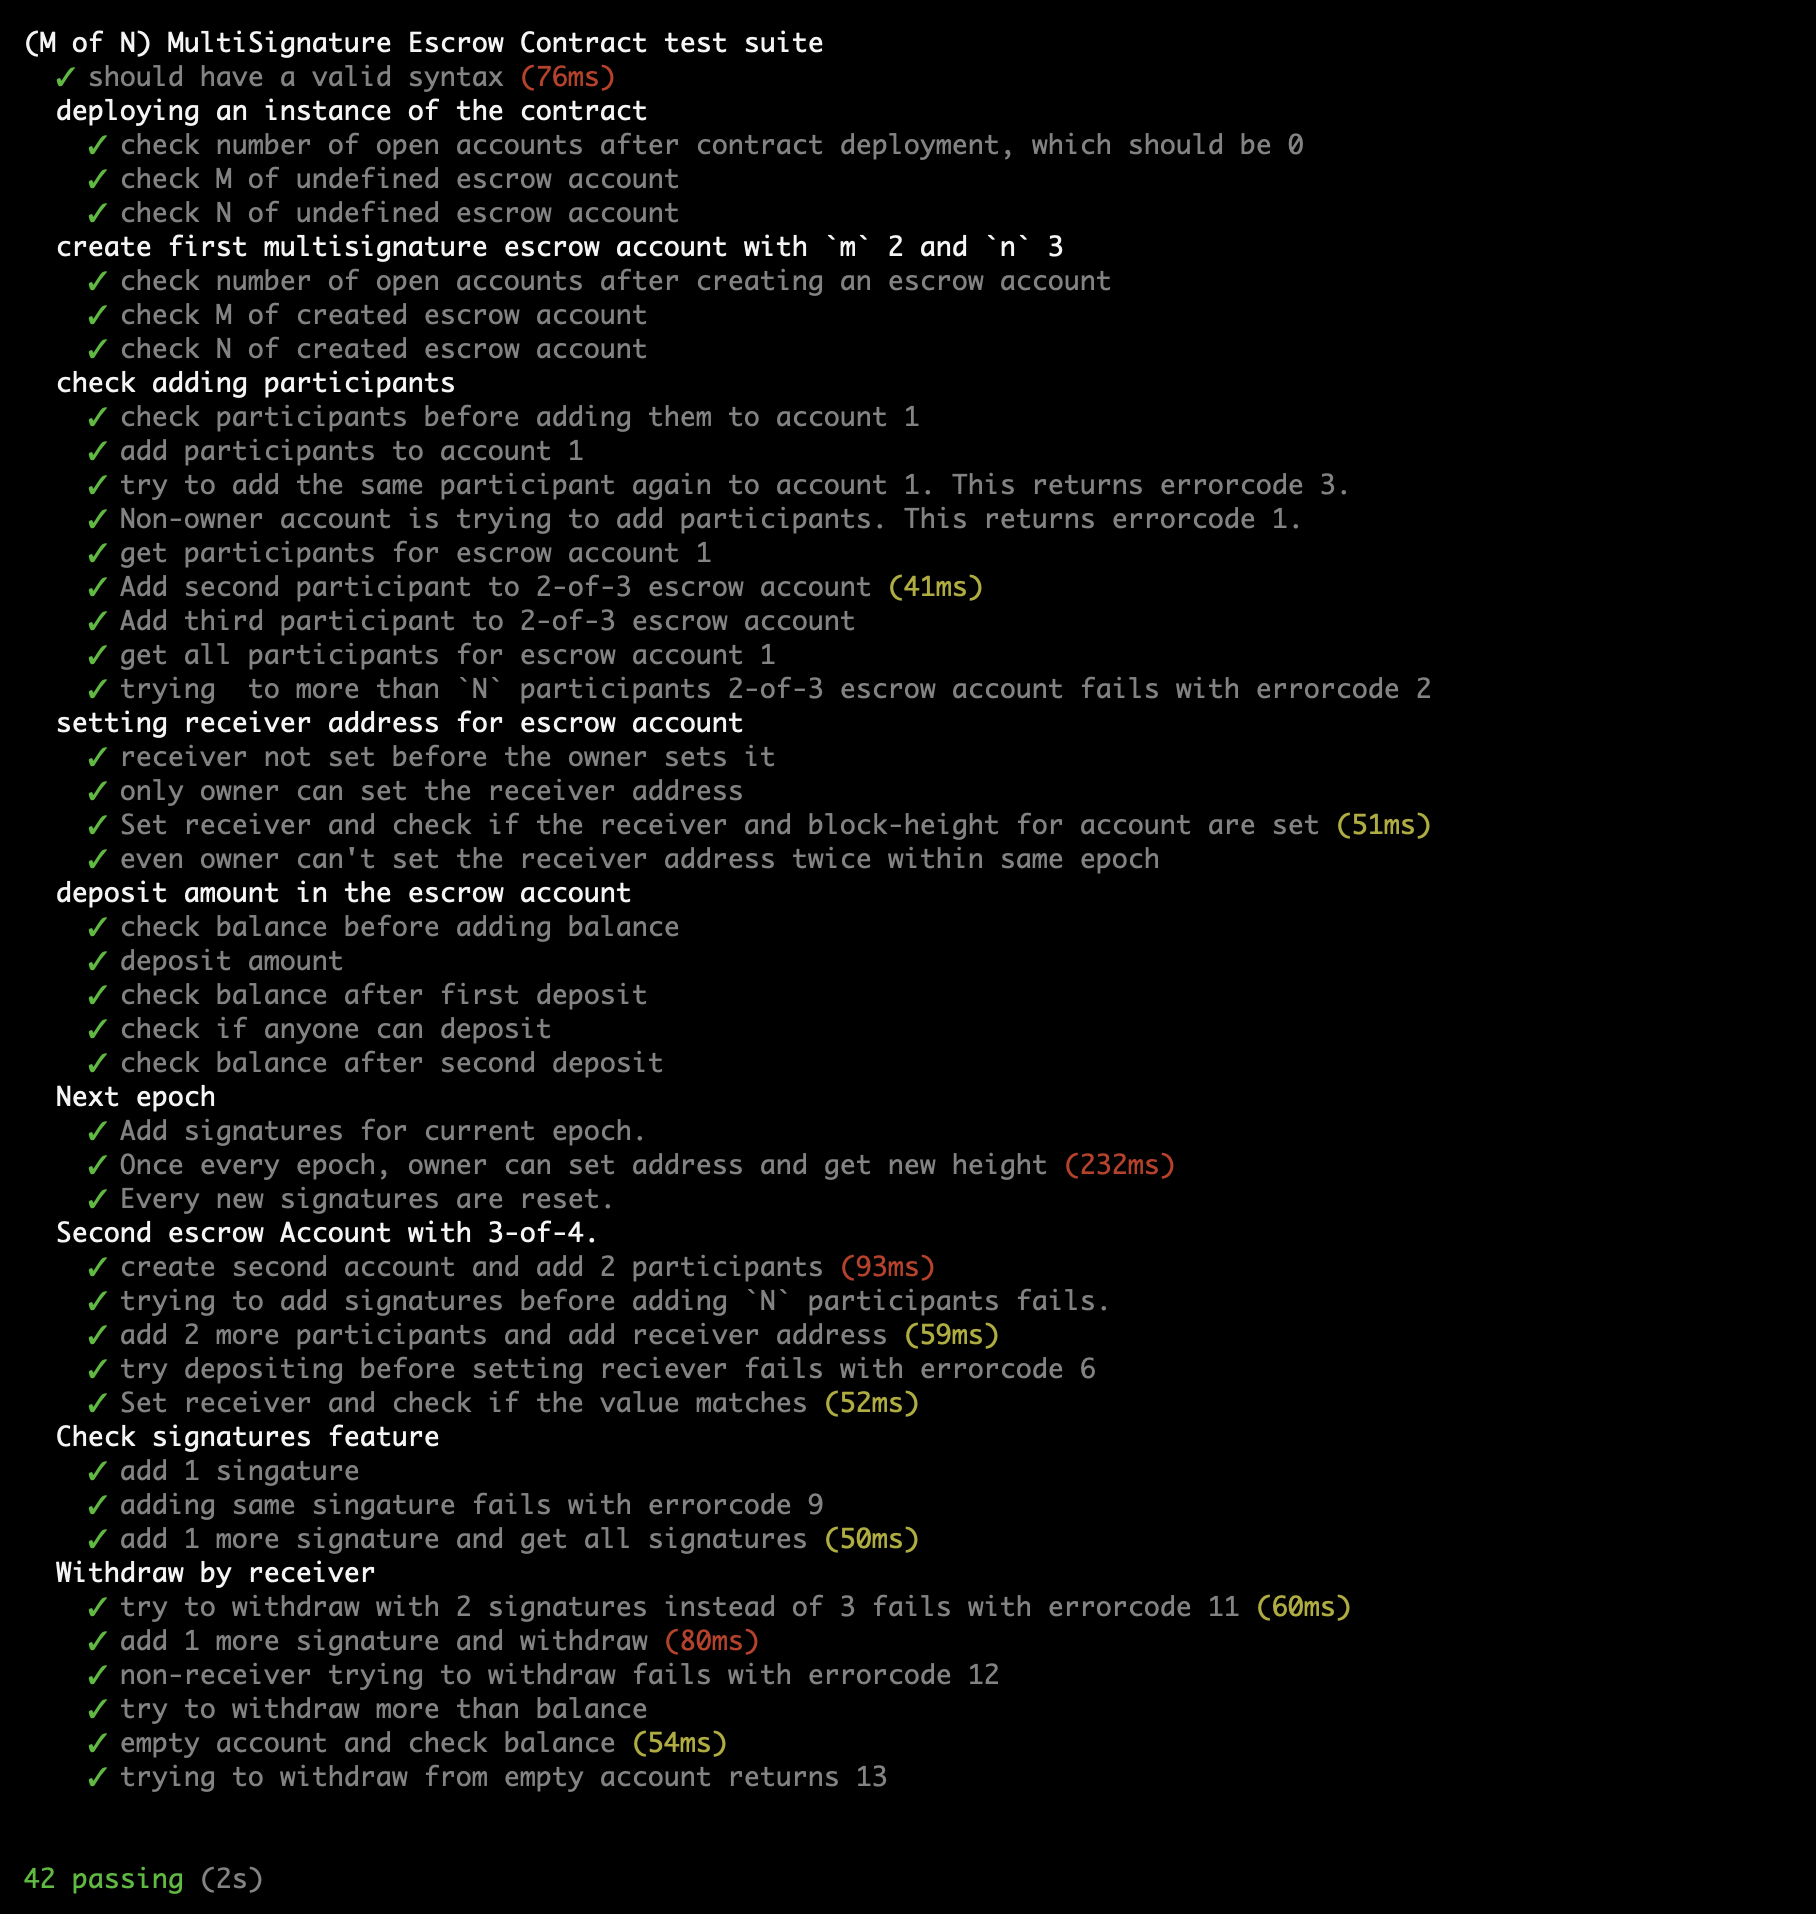 (M of N) MultiSignature Escrow Contract test suite
✓ should have a valid syntax (76ms)
deploying an instance of the contract
✓ check number of open accounts after contract deployment, which should be 0
✓ check M of undefined escrow account
✓ check N of undefined escrow account
create first multisignature escrow account with `m` 2 and `n` 3
✓ check number of open accounts after creating an escrow account
✓ check M of created escrow account
✓ check N of created escrow account
check adding participants
✓ check participants before adding them to account 1
✓ add participants to account 1
✓ try to add the same participant again to account 1. This returns errorcode 3.
✓ Non-owner account is trying to add participants. This returns errorcode 1.
✓ get participants for escrow account 1
✓ Add second participant to 2-of-3 escrow account (41ms)
✓ Add third participant to 2-of-3 escrow account
✓ get all participants for escrow account 1
✓ trying  to more than `N` participants 2-of-3 escrow account fails with errorcode 2
setting receiver address for escrow account
✓ receiver not set before the owner sets it
✓ only owner can set the receiver address
✓ Set receiver and check if the receiver and block-height for account are set (51ms)
✓ even owner can't set the receiver address twice within same epoch
deposit amount in the escrow account
✓ check balance before adding balance
✓ deposit amount
✓ check balance after first deposit
✓ check if anyone can deposit
✓ check balance after second deposit
Next epoch
✓ Add signatures for current epoch.
✓ Once every epoch, owner can set address and get new height (232ms)
✓ Every new signatures are reset.
Second escrow Account with 3-of-4.
✓ create second account and add 2 participants (93ms)
✓ trying to add signatures before adding `N` participants fails.
✓ add 2 more participants and add receiver address (59ms)
✓ try depositing before setting reciever fails with errorcode 6
✓ Set receiver and check if the value matches (52ms)
Check signatures feature
✓ add 1 singature
✓ adding same singature fails with errorcode 9
✓ add 1 more signature and get all signatures (50ms)
Withdraw by receiver
✓ try to withdraw with 2 signatures instead of 3 fails with errorcode 11 (60ms)
✓ add 1 more signature and withdraw (80ms)
✓ non-receiver trying to withdraw fails with errorcode 12
✓ try to withdraw more than balance
✓ empty account and check balance (54ms)
✓ trying to withdraw from empty account returns 13
42 passing (2s)